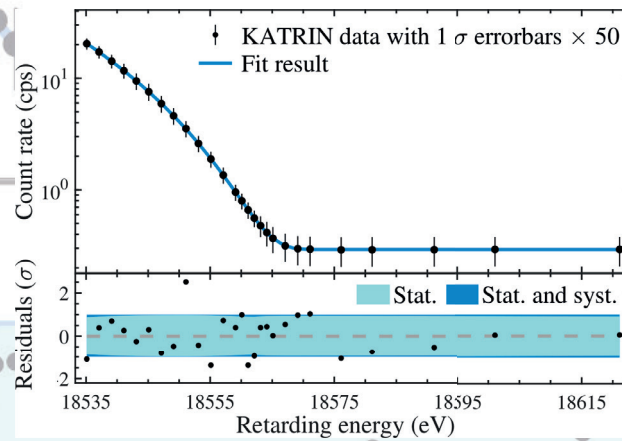 KATRIN data with 1 σ errorbars × 50
Fit result
Count rate (cps)
10¹
10⁰
Stat.
Stat. and syst.
Residuals (σ)
2
0
-2
18535 18555 18575 18595 18615
Retarding energy (eV)